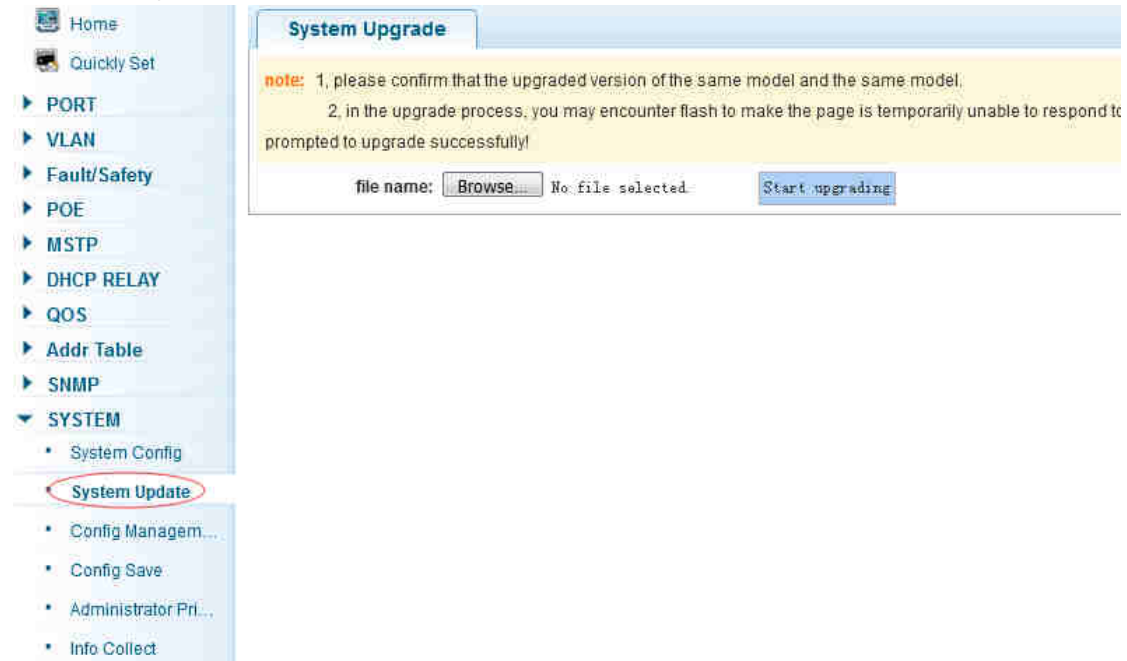 Home
Quickly Set
PORT
VLAN
Fault/Safety
POE
MSTP
DHCP RELAY
QOS
Addr Table
SNMP
SYSTEM
System Config
System Update
Config Managem...
Config Save
Administrator Pri...
Info Collect
System Upgrade
note: 1, please confirm that the upgraded version of the same model and the same model.
2, in the upgrade process, you may encounter flash to make the page is temporarily unable to respond to
prompted to upgrade successfully!
file name: Browse... No file selected. Start upgrading